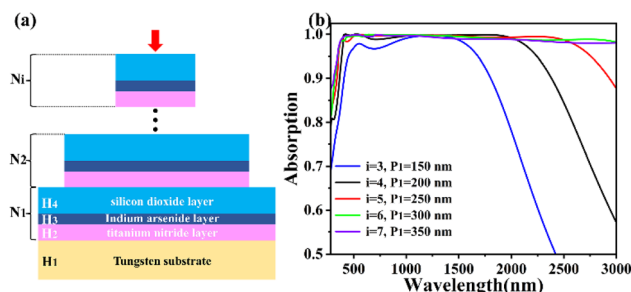 (a)
Ni
N2
N1
H4 silicon dioxide layer
H3 Indium arsenide layer
H2 titanium nitride layer
H1 Tungsten substrate
(b)
Absorption
1.0
0.9
0.8
0.7
0.6
0.5
i=3, P1=150 nm
i=4, P1=200 nm
i=5, P1=250 nm
i=6, P1=300 nm
i=7, P1=350 nm
500 1000 1500 2000 2500 3000
Wavelength(nm)